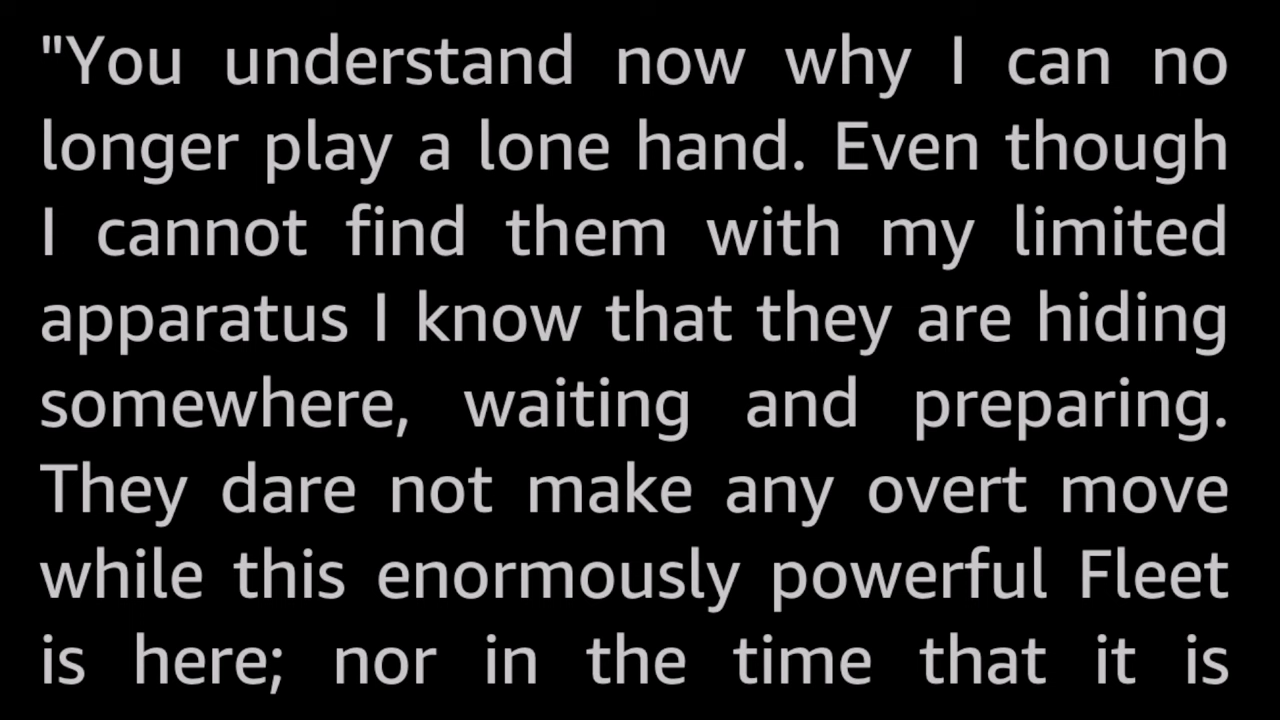 "You understand now why I can no
longer play a lone hand. Even though
I cannot find them with my limited
apparatus I know that they are hiding
somewhere, waiting and preparing.
They dare not make any overt move
while this enormously powerful Fleet
is here; nor in the time that it is